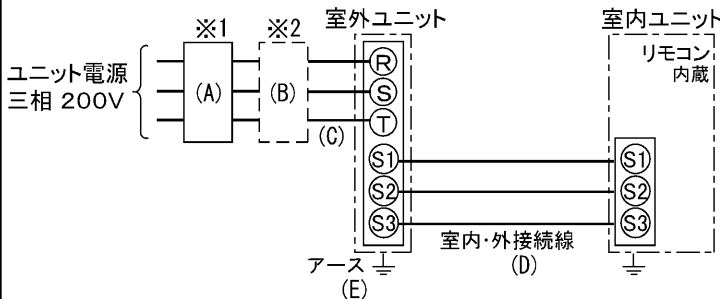 ※1
※2
室外ユニット
室内ユニット
ユニット電源
三相 200V
(A)
(B)
(C)
R
S
T
リモコン
内蔵
S1
S2
S3
S1
S2
S3
室内・外接続線
(D)
アース
(E)